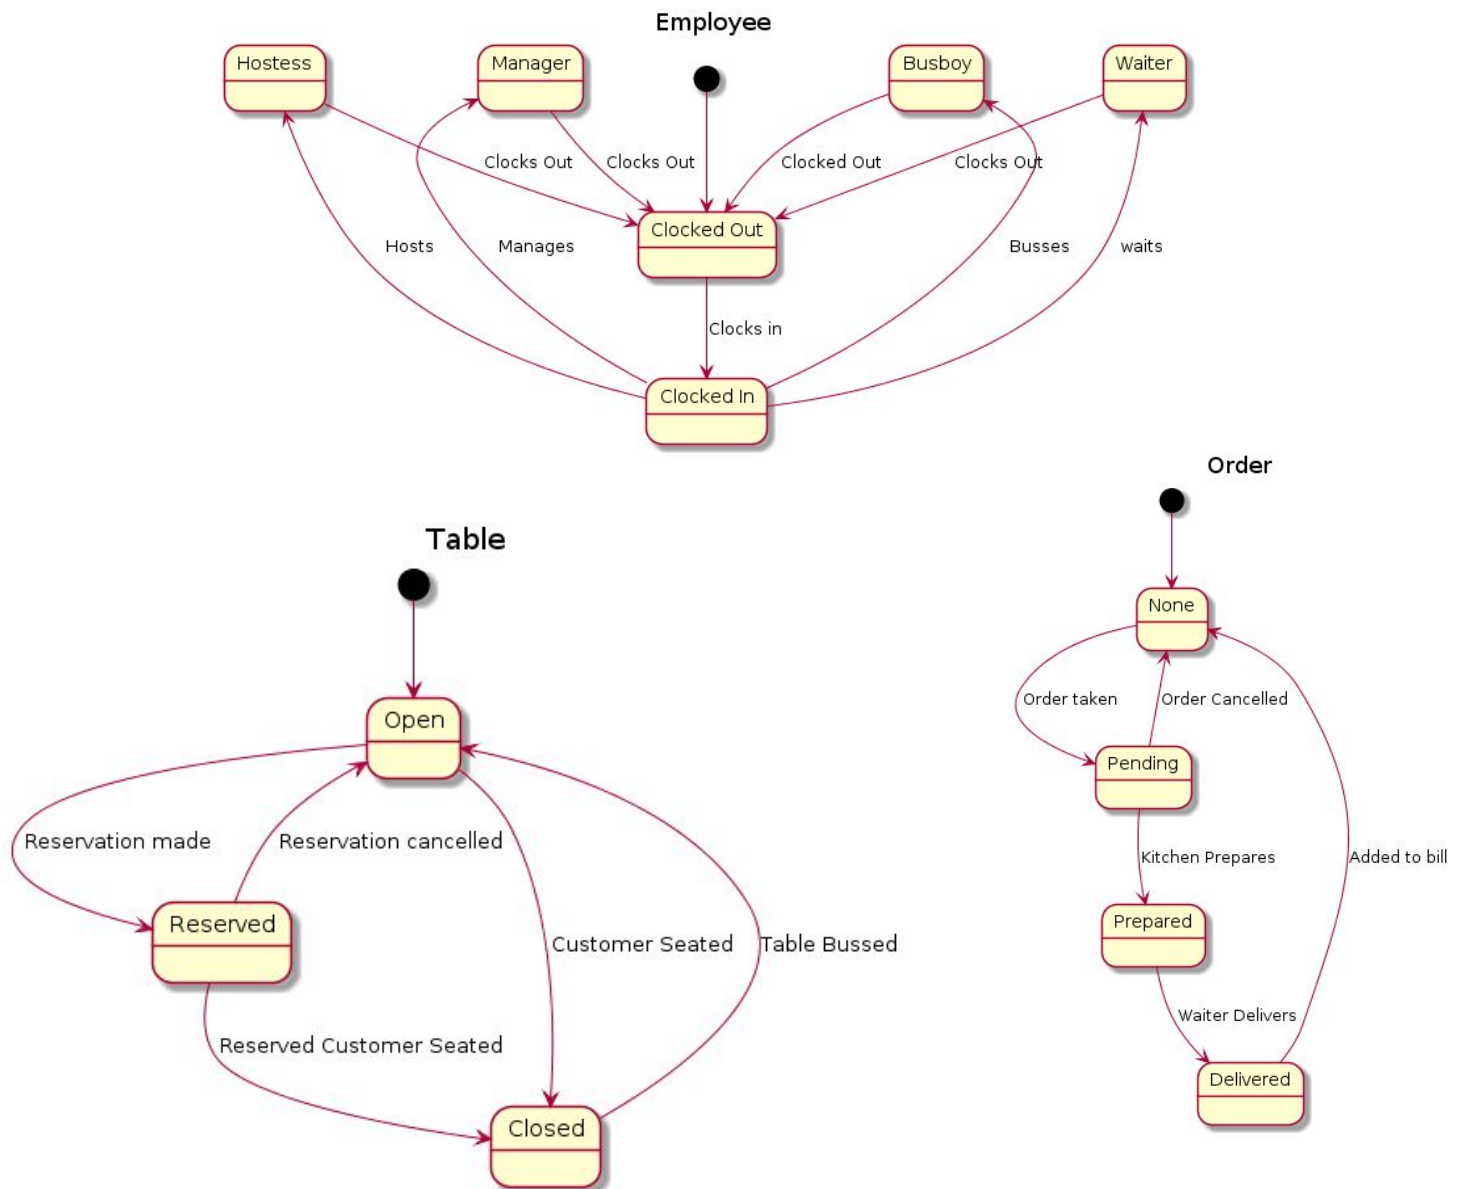 Employee
Hostess
Manager
Busboy
Waiter
Clocks Out
Clocks Out
Clocked Out
Clocks Out
Clocked Out
Hosts
Manages
Busses
waits
Clocks in
Clocked In
Order
None
Order taken
Order Cancelled
Pending
Kitchen Prepares
Added to bill
Prepared
Waiter Delivers
Delivered
Table
Open
Reservation made
Reservation cancelled
Reserved
Customer Seated
Table Bussed
Reserved Customer Seated
Closed